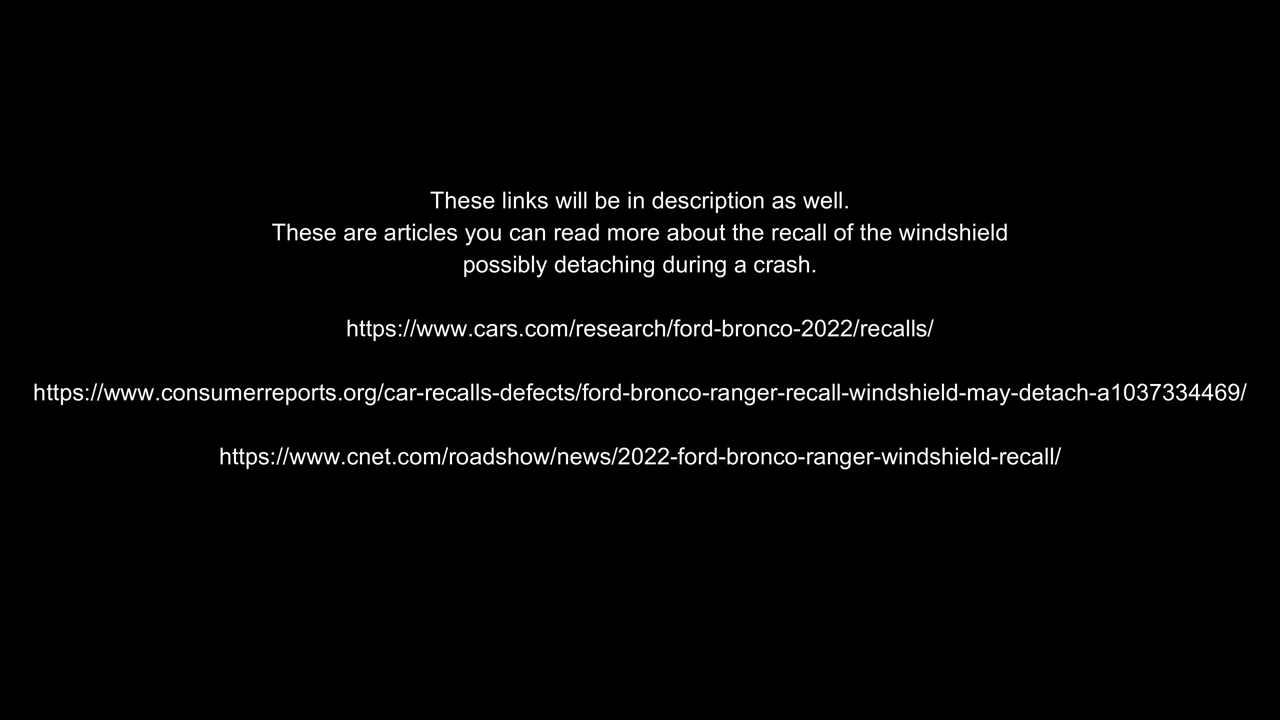 These links will be in description as well.
These are articles you can read more about the recall of the windshield
possibly detaching during a crash.
https://www.cars.com/research/ford-bronco-2022/recalls/
https://www.consumerreports.org/car-recalls-defects/ford-bronco-ranger-recall-windshield-may-detach-a1037334469/
https://www.cnet.com/roadshow/news/2022-ford-bronco-ranger-windshield-recall/